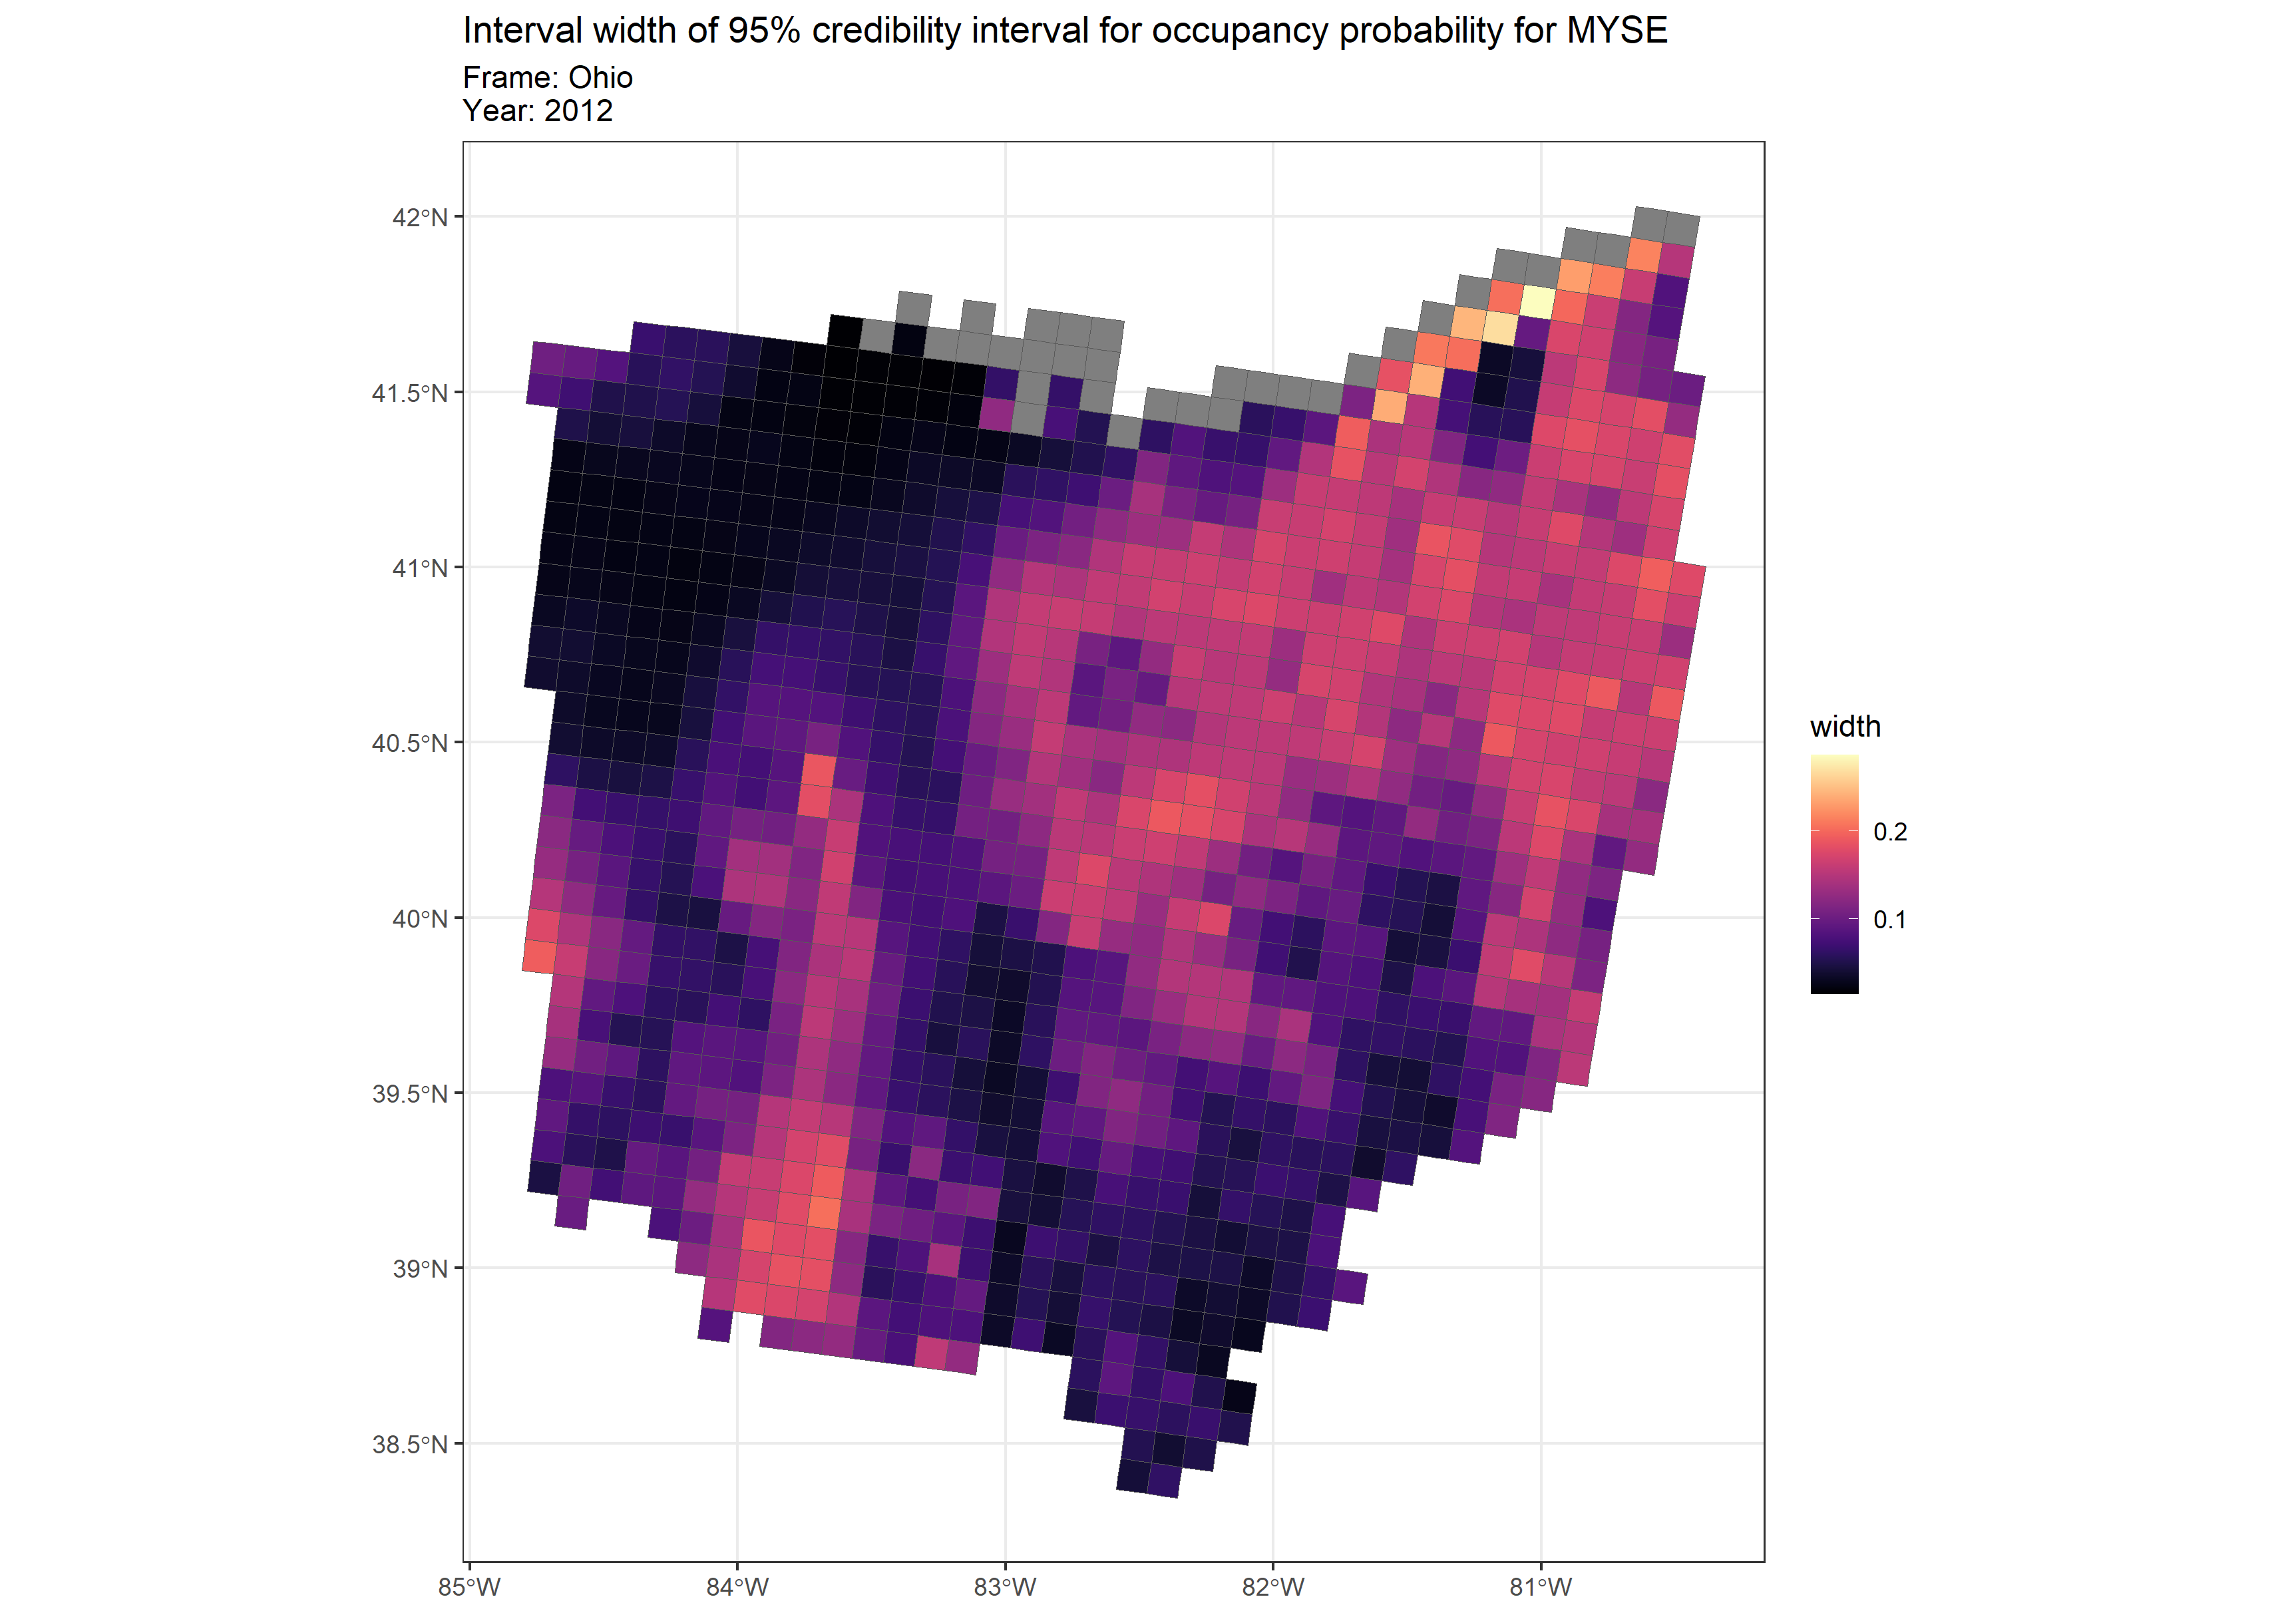 Interval width of 95% credibility interval for occupancy probability for MYSE
Frame: Ohio
Year: 2012
42°N
41.5°N
41°N
40.5°N
40°N
39.5°N
39°N
38.5°N
85°W
84°W
83°W
82°W
81°W
width
0.2
0.1